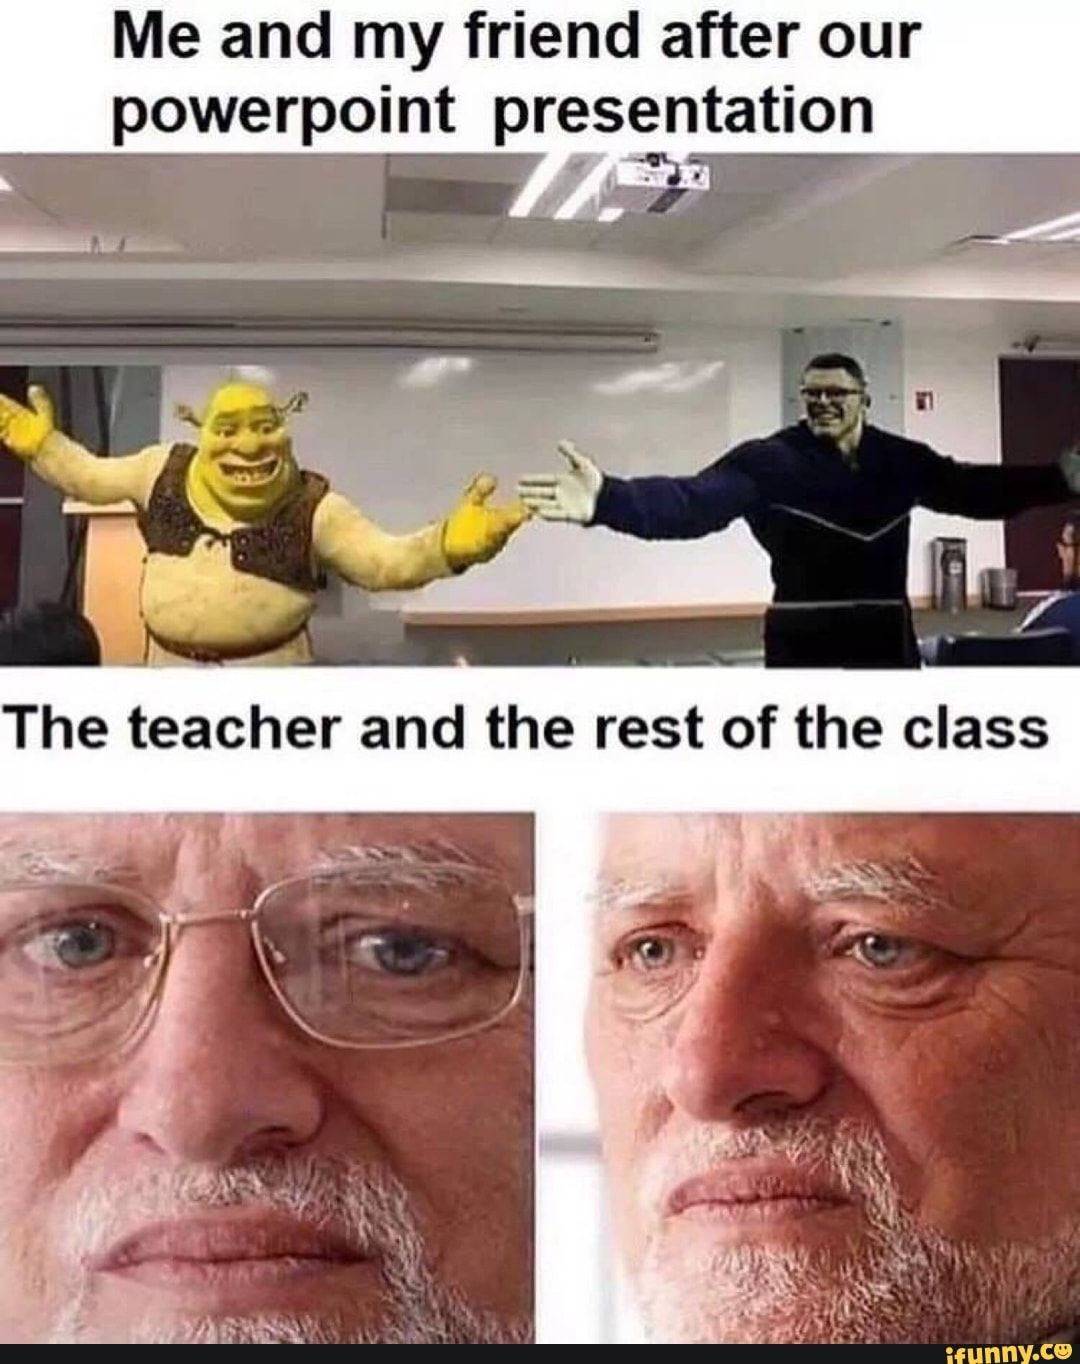 Me and my friend after our
powerpoint presentation
The teacher and the rest of the class
ifunny.co